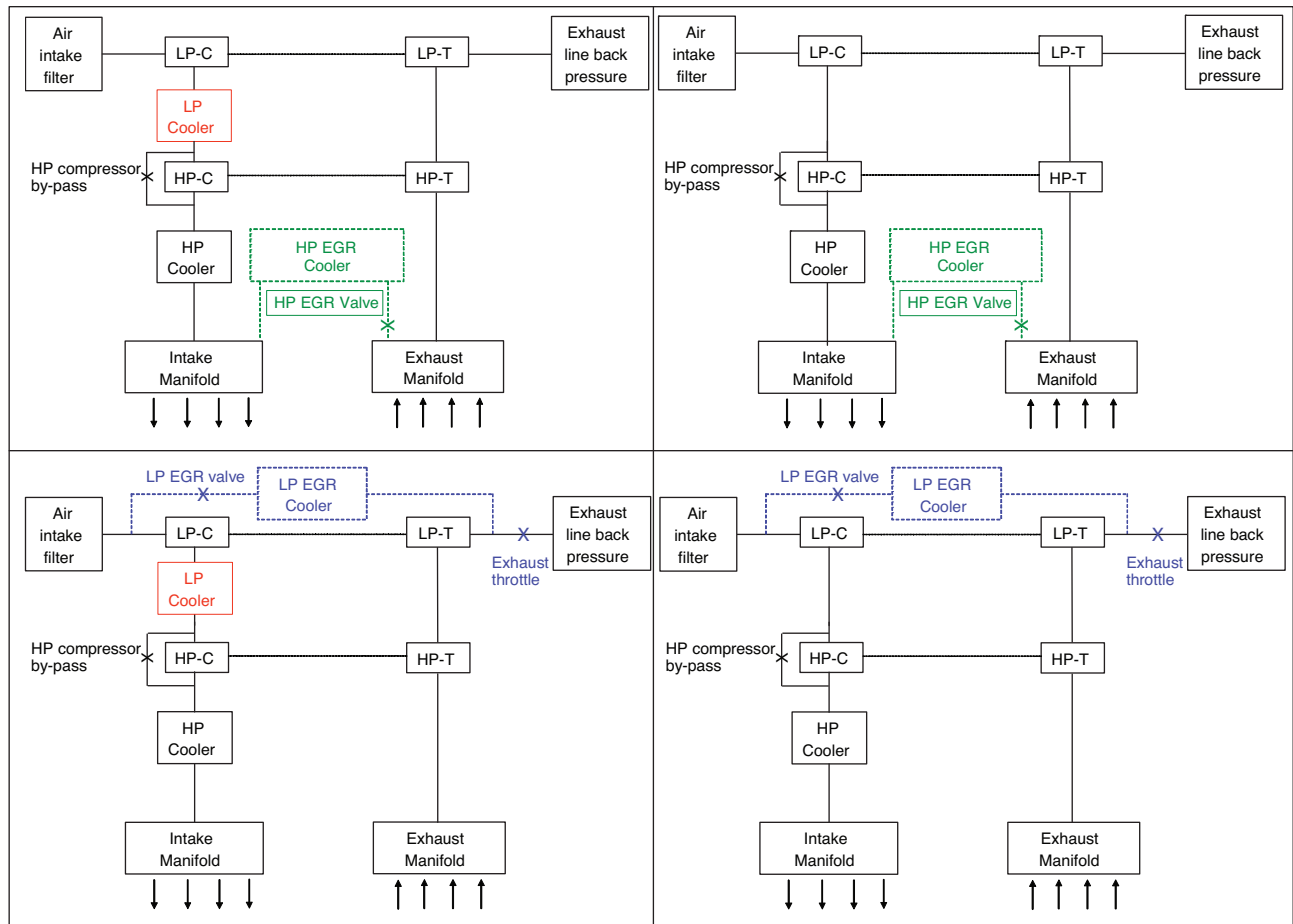 Air
intake
filter
LP-C
LP-T
Exhaust
line back
pressure
LP
Cooler
HP compressor
by-pass
HP-C
HP-T
HP
Cooler
HP EGR
Cooler
HP EGR Valve
Intake
Manifold
Exhaust
Manifold
Air
intake
filter
LP-C
LP-T
Exhaust
line back
pressure
HP compressor
by-pass
HP-C
HP-T
HP
Cooler
HP EGR
Cooler
HP EGR Valve
Intake
Manifold
Exhaust
Manifold
LP EGR valve
LP EGR
Cooler
Air
intake
filter
LP-C
LP-T
Exhaust
line back
pressure
Exhaust
throttle
LP
Cooler
HP compressor
by-pass
HP-C
HP-T
HP
Cooler
Intake
Manifold
Exhaust
Manifold
LP EGR valve
LP EGR
Cooler
Air
intake
filter
LP-C
LP-T
Exhaust
line back
pressure
Exhaust
throttle
HP compressor
by-pass
HP-C
HP-T
HP
Cooler
Intake
Manifold
Exhaust
Manifold